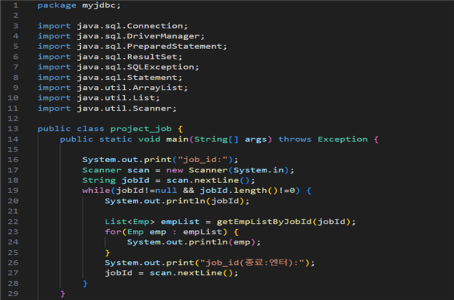 1 package myjdbc;
2
3 import java.sql.Connection;
4 import java.sql.DriverManager;
5 import java.sql.PreparedStatement;
6 import java.sql.ResultSet;
7 import java.sql.SQLException;
8 import java.sql.Statement;
9 import java.util.ArrayList;
10 import java.util.List;
11 import java.util.Scanner;
12
13 public class project_job {
14 public static void main(String[] args) throws Exception {
15
16 System.out.print("job_id:");
17 Scanner scan = new Scanner(System.in);
18 String jobId = scan.nextLine();
19 while(jobId!=null && jobId.length()!=0) {
20 System.out.println(jobId);
21
22 List<Emp> empList = getEmpListByJobId(jobId);
23 for(Emp emp : empList) {
24 System.out.println(emp);
25 }
26 System.out.print("job_id(종료:엔터):");
27 jobId = scan.nextLine();
28 }
29 }